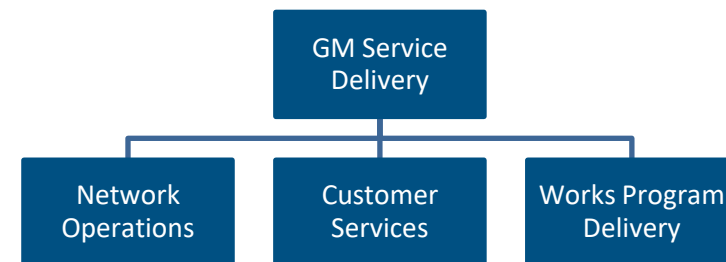 GM Service
Delivery
Network
Operations
Customer
Services
Works Program
Delivery